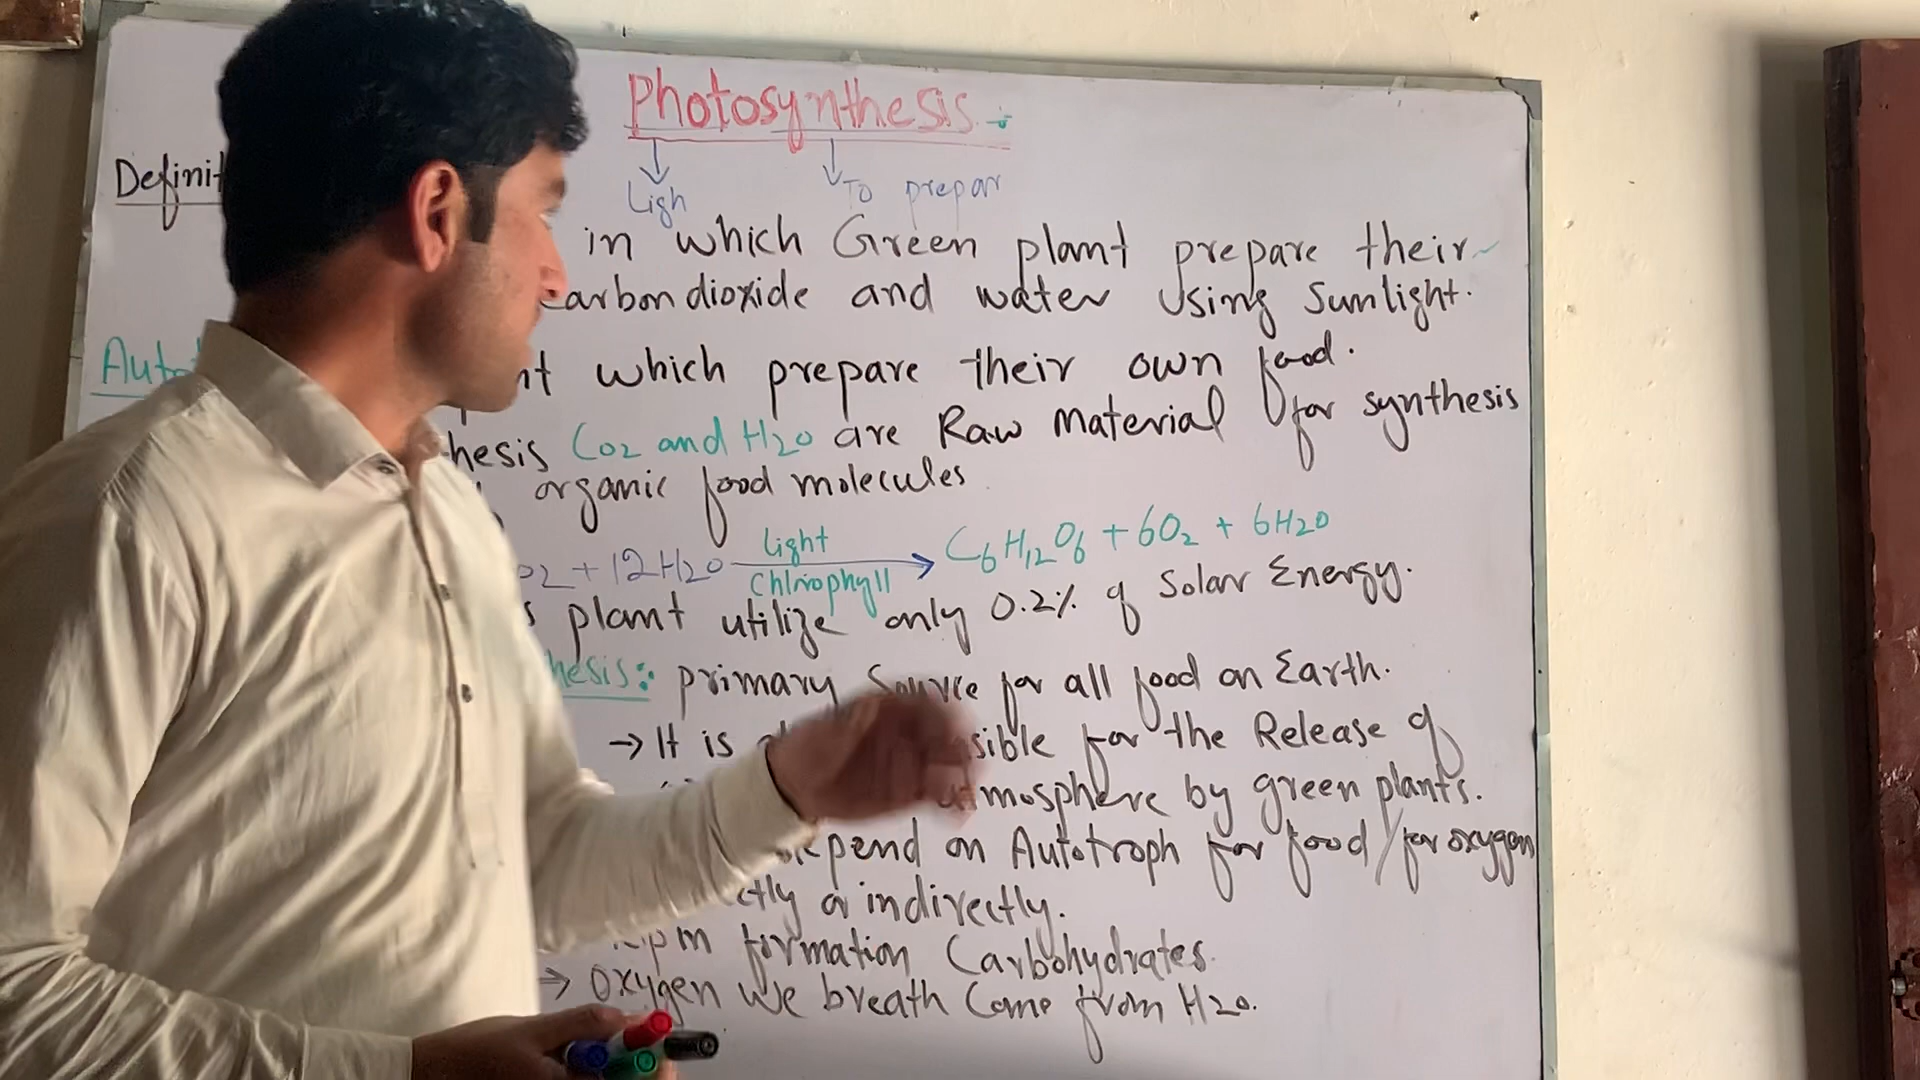 Photosynthesis :-
Ligh To prepar
Definit
in which Green plant prepare their
carbondioxide and water Using Sunlight.
Auto
nt which prepare their own food.
hesis Co2 and H2o are Raw Material for synthesis
organic food molecules
O2 + 12H2O Light Chlrophyll → C6H12O6 + 6O2 + 6H2O
s plant utilize only 0.2% of Solar Energy.
hesis: primary Source for all food on Earth.
→ It is sible for the Release of
atmosphere by green plants.
depend on Autotroph for food / for oxygen
ctly or indirectly.
formation Carbohydrates.
→ Oxygen We breath Come from H2o.